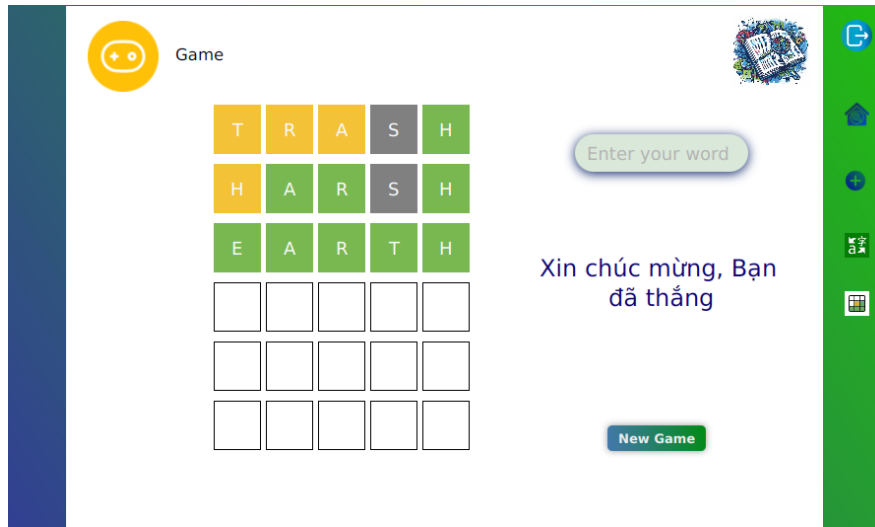 Game
T R A S H
Enter your word
H A R S H
E A R T H
Xin chúc mừng, Bạn
đã thắng
New Game